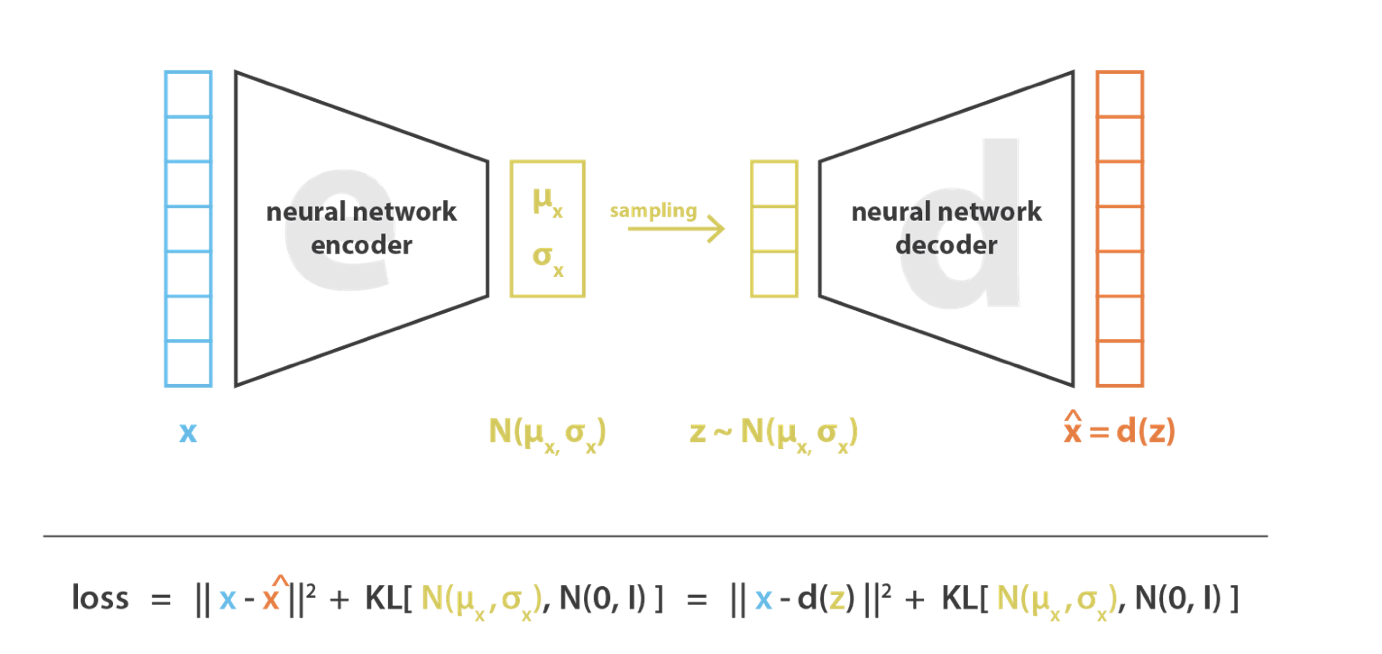 e
d
neural network
encoder
μx
σx
sampling
neural network
decoder
x
N(μx, σx)
z ~ N(μx, σx)
x̂ = d(z)
loss = || x - x̂ ||² + KL[ N(μx, σx), N(0, I) ] = || x - d(z) ||² + KL[ N(μx, σx), N(0, I) ]